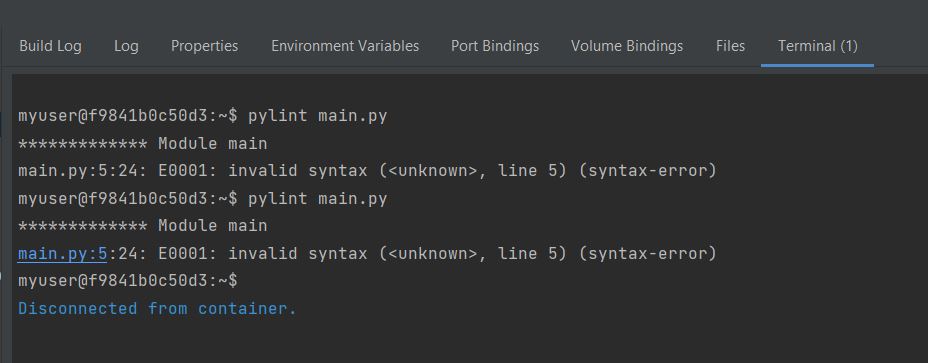 Build Log Log Properties Environment Variables Port Bindings Volume Bindings Files Terminal (1)
myuser@f9841b0c50d3:~$ pylint main.py
************* Module main
main.py:5:24: E0001: invalid syntax (<unknown>, line 5) (syntax-error)
myuser@f9841b0c50d3:~$ pylint main.py
************* Module main
main.py:5:24: E0001: invalid syntax (<unknown>, line 5) (syntax-error)
myuser@f9841b0c50d3:~$
Disconnected from container.